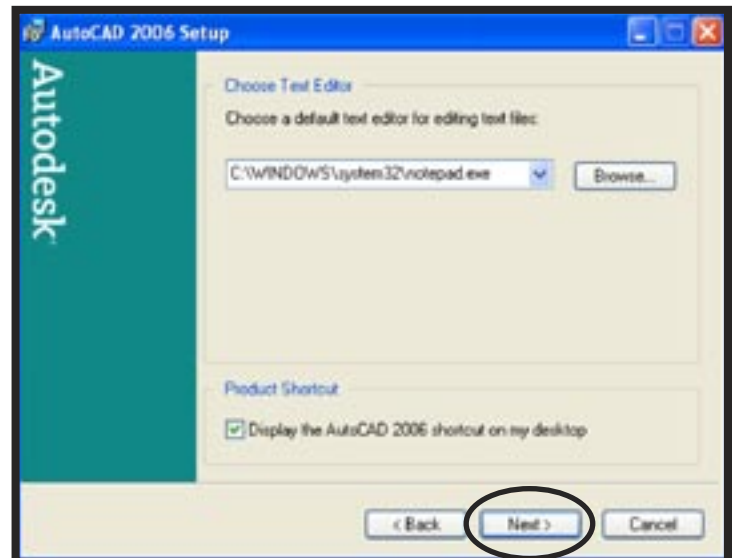 AutoCAD 2006 Setup
Autodesk
Choose Text Editor
Choose a default text editor for editing text files:
C:\WINDOWS\system32\notepad.exe
Browse...
Product Shortcut
Display the AutoCAD 2006 shortcut on my desktop
< Back
Next >
Cancel